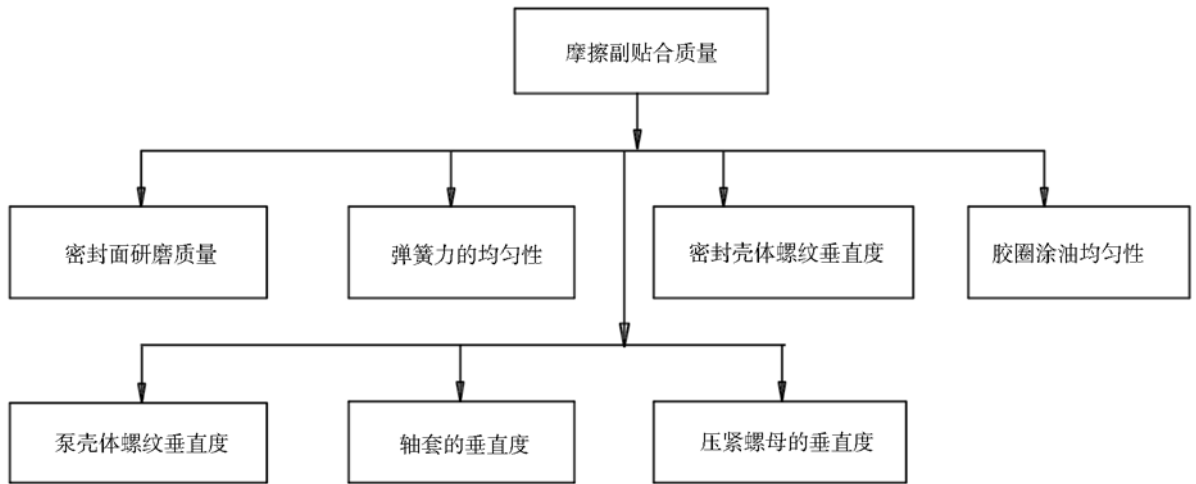 摩擦副贴合质量
密封面研磨质量
弹簧力的均匀性
密封壳体螺纹垂直度
胶圈涂油均匀性
泵壳体螺纹垂直度
轴套的垂直度
压紧螺母的垂直度